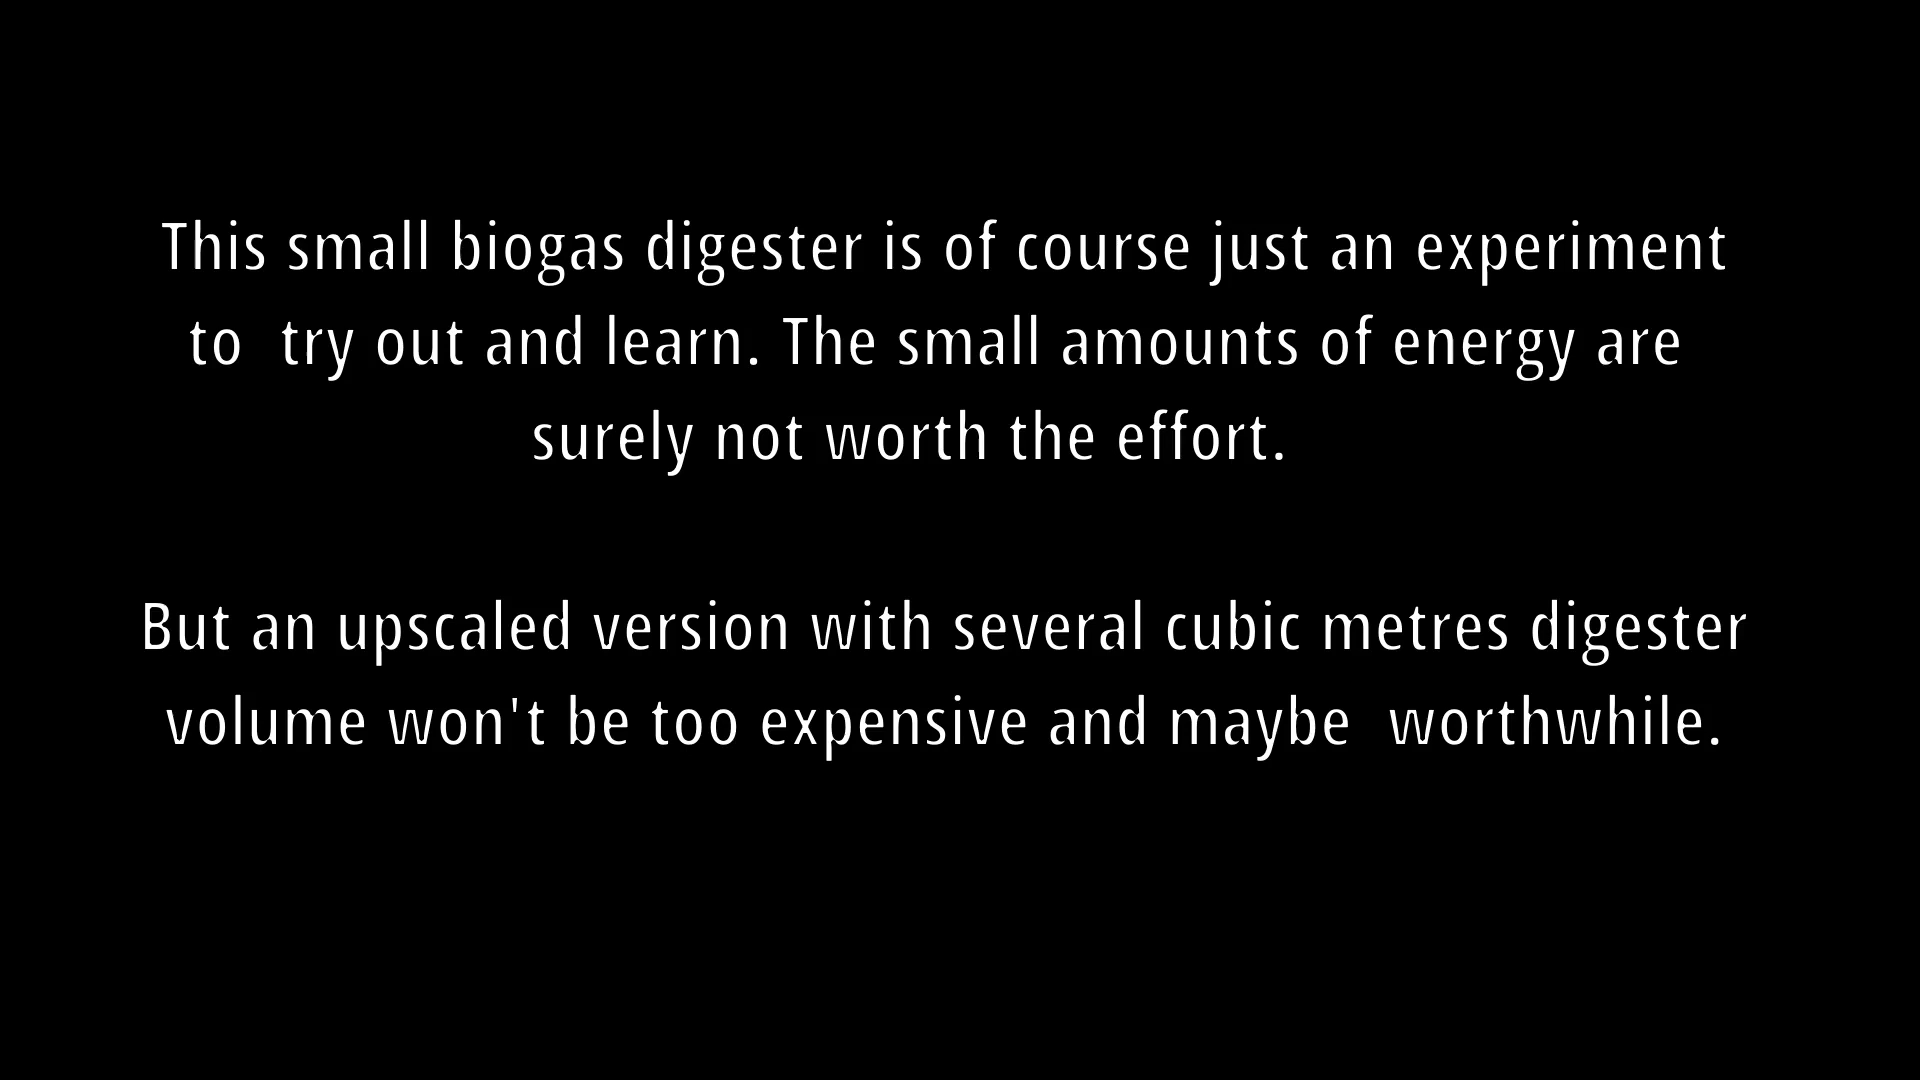 This small biogas digester is of course just an experiment
to  try out and learn. The small amounts of energy are
surely not worth the effort.
But an upscaled version with several cubic metres digester
volume won't be too expensive and maybe  worthwhile.